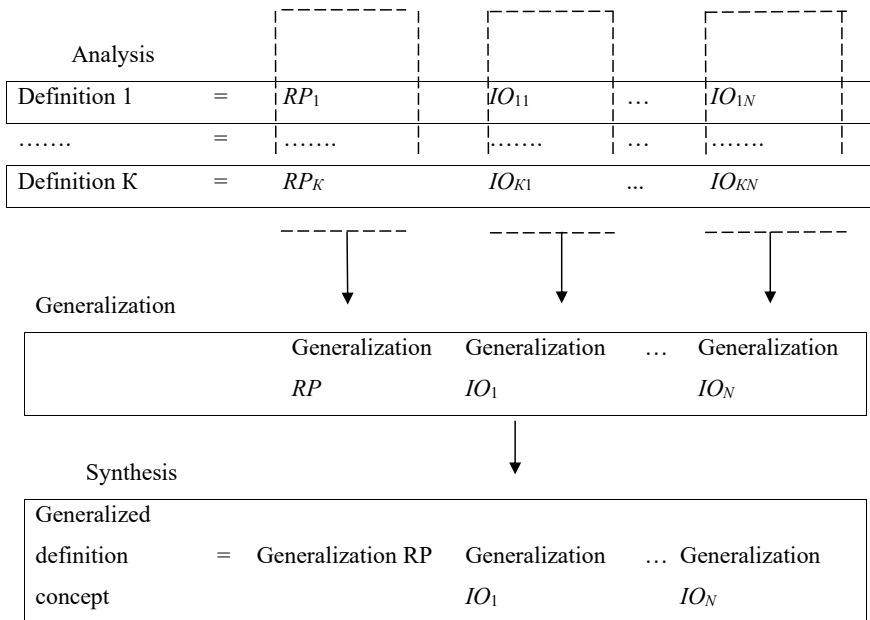 Analysis
Definition 1 = RP₁ IO₁₁ … IO₁N
……. = ……. ……. … …….
Definition K = RPK IOK1 ... IOKN
Generalization
Generalization Generalization … Generalization
RP IO₁ ION
Synthesis
Generalized
definition = Generalization RP Generalization … Generalization
concept IO₁ ION